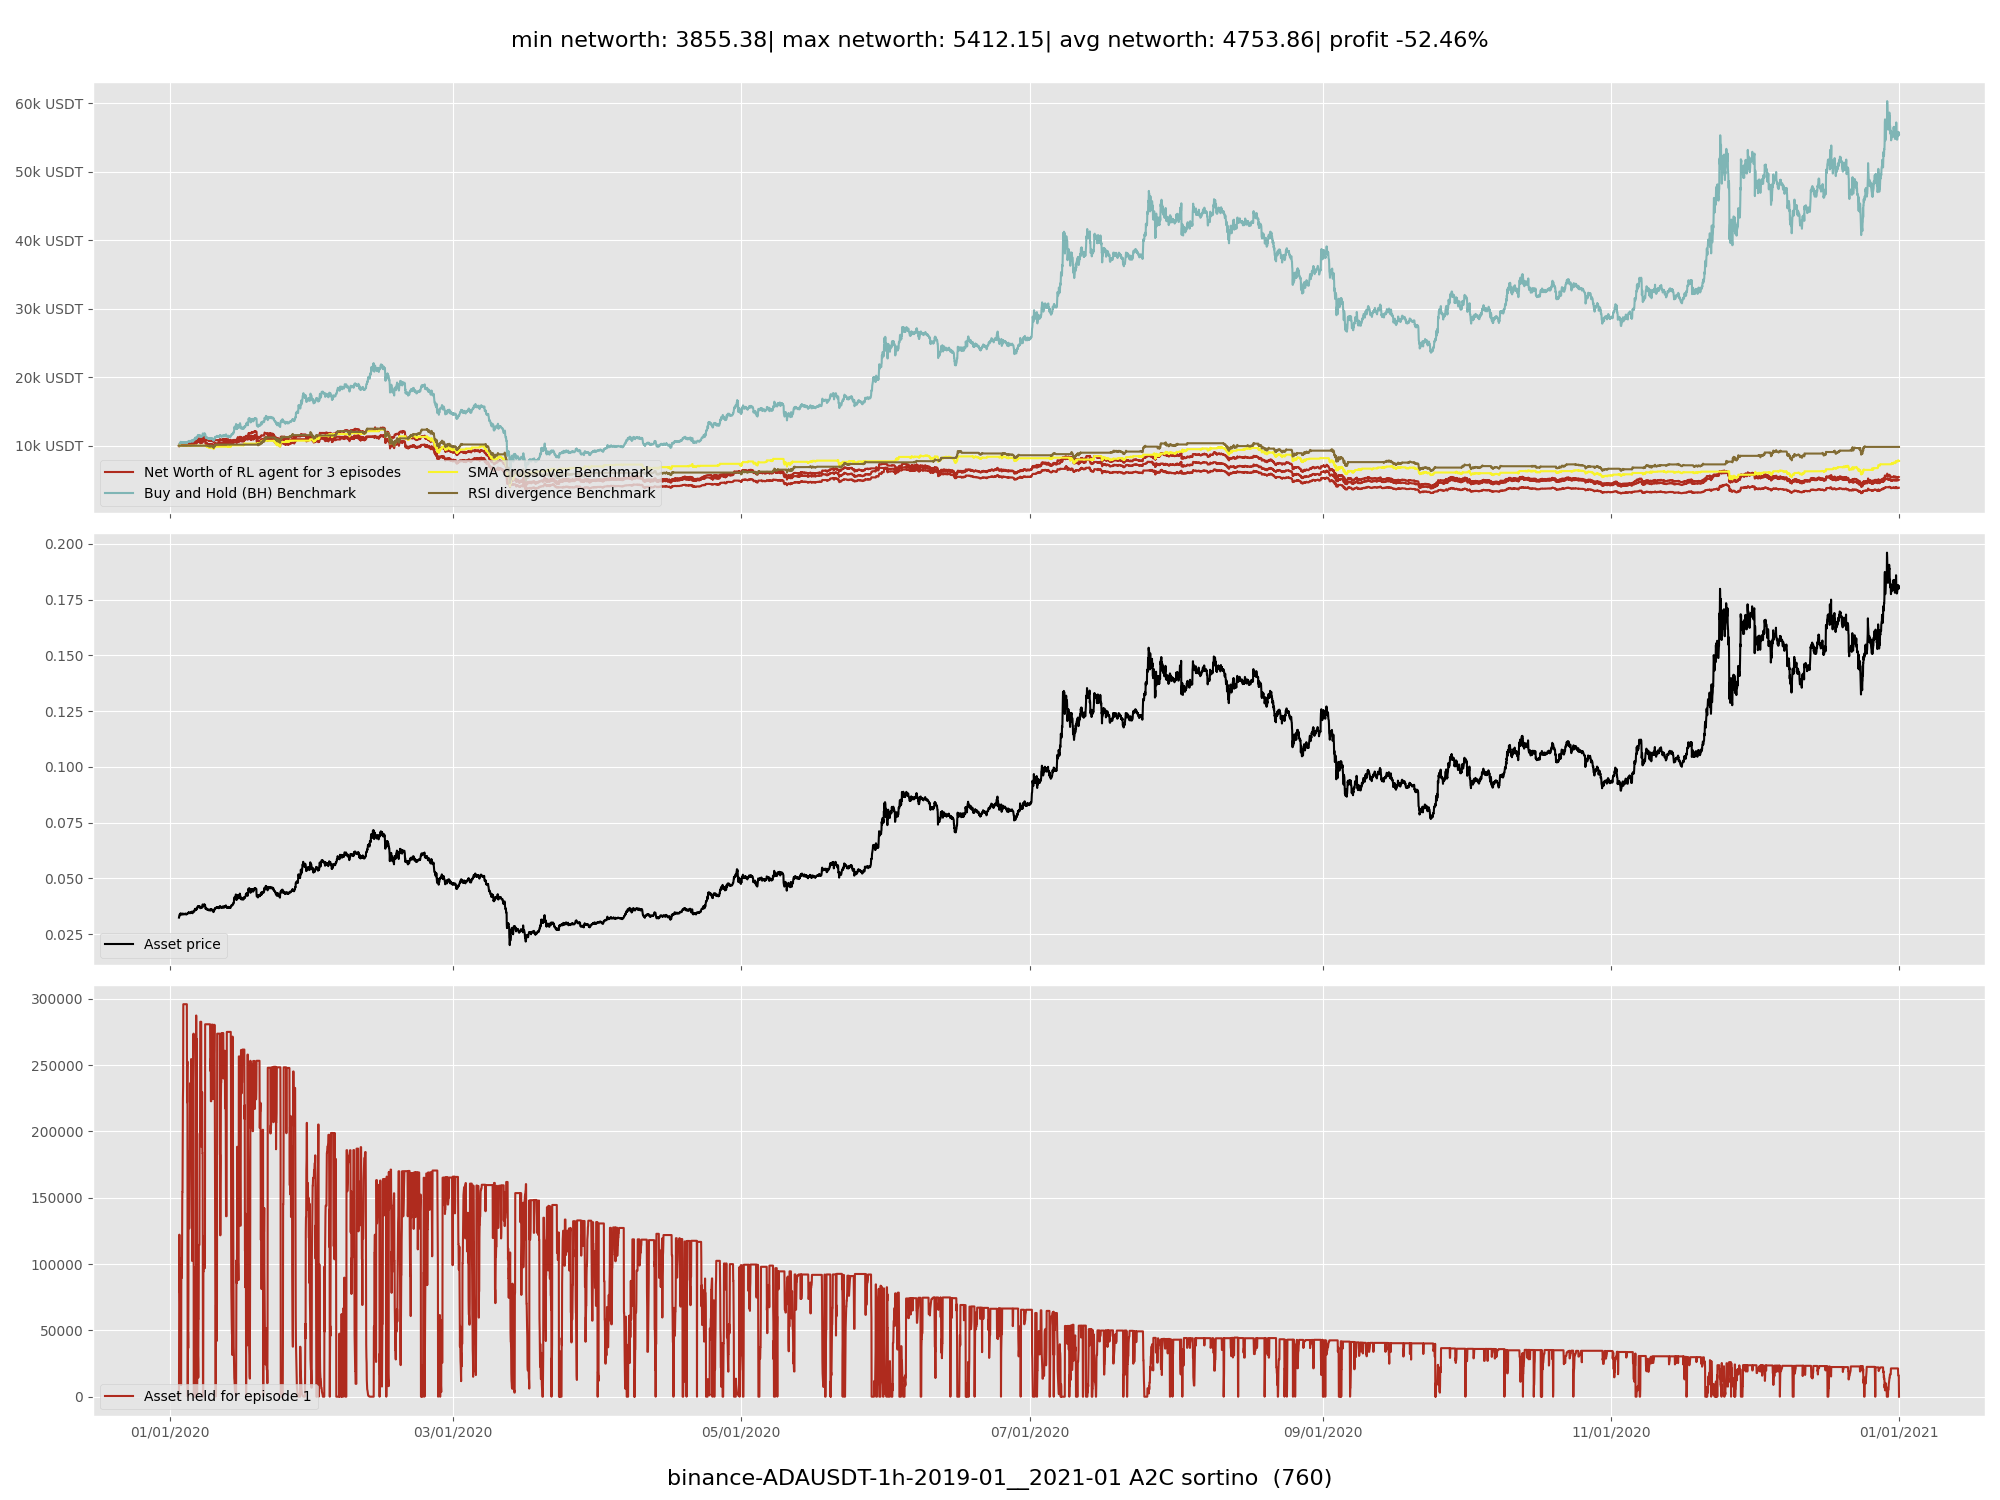 min networth: 3855.38| max networth: 5412.15| avg networth: 4753.86| profit -52.46%
60k USDT
50k USDT
40k USDT
30k USDT
20k USDT
10k USDT
Net Worth of RL agent for 3 episodes
Buy and Hold (BH) Benchmark
SMA crossover Benchmark
RSI divergence Benchmark
0.200
0.175
0.150
0.125
0.100
0.075
0.050
0.025
Asset price
300000
250000
200000
150000
100000
50000
0
Asset held for episode 1
01/01/2020 03/01/2020 05/01/2020 07/01/2020 09/01/2020 11/01/2020 01/01/2021
binance-ADAUSDT-1h-2019-01__2021-01 A2C sortino  (760)